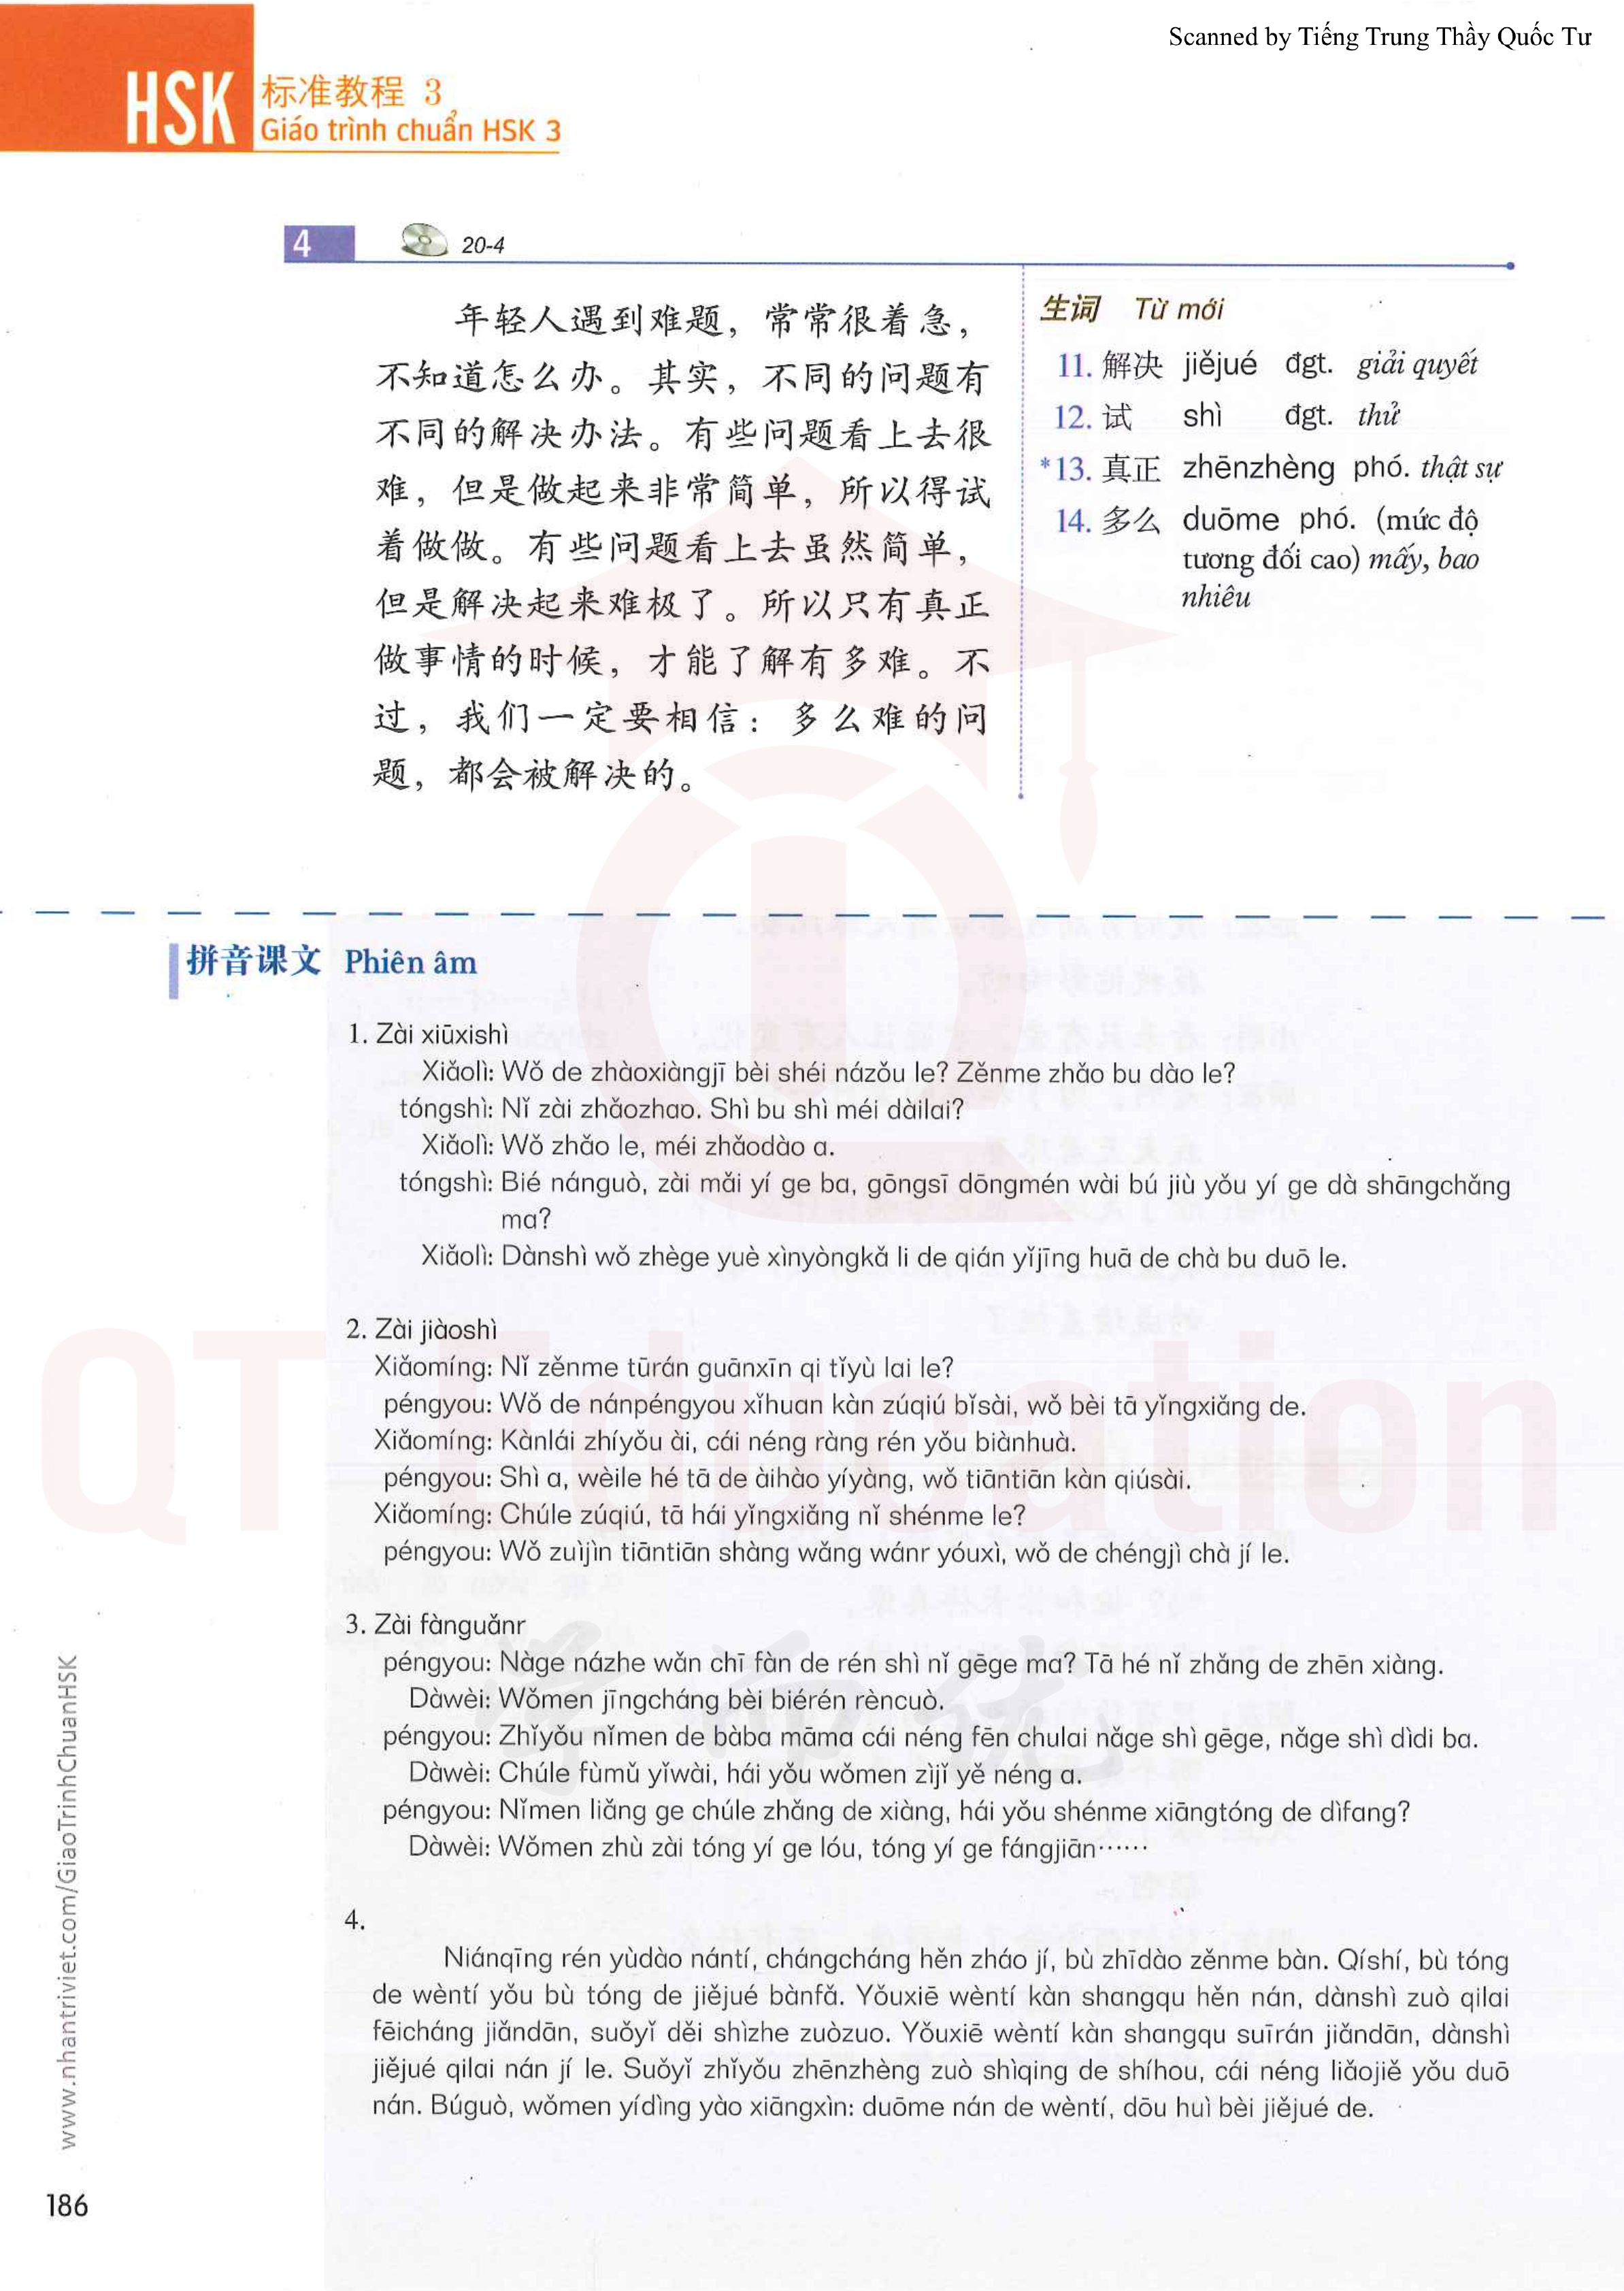 Scanned by Tiếng Trung Thầy Quốc Tư
HSK
标准教程 3
Giáo trình chuẩn HSK 3
4
20-4
年轻人遇到难题，常常很着急，
不知道怎么办。其实，不同的问题有
不同的解决办法。有些问题看上去很
难，但是做起来非常简单，所以得试
着做做。有些问题看上去虽然简单，
但是解决起来难极了。所以只有真正
做事情的时候，才能了解有多难。不
过，我们一定要相信：多么难的问
题，都会被解决的。
生词 Từ mới
11. 解决 jiějué đgt. giải quyết
12. 试 shì đgt. thử
*13. 真正 zhēnzhèng phó. thật sự
14. 多么 duōme phó. (mức độ
tương đối cao) mấy, bao
nhiêu
拼音课文 Phiên âm
1. Zài xiūxishì
Xiǎolì: Wǒ de zhàoxiàngjī bèi shéi názǒu le? Zěnme zhǎo bu dào le?
tóngshì: Nǐ zài zhǎozhao. Shì bu shì méi dàilai?
Xiǎolì: Wǒ zhǎo le, méi zhǎodào a.
tóngshì: Bié nánguò, zài mǎi yí ge ba, gōngsī dōngmén wài bú jiù yǒu yí ge dà shāngchǎng
ma?
Xiǎolì: Dànshì wǒ zhège yuè xìnyòngkǎ li de qián yǐjīng huā de chà bu duō le.
2. Zài jiàoshì
Xiǎomíng: Nǐ zěnme tūrán guānxīn qi tǐyù lai le?
péngyou: Wǒ de nánpéngyou xǐhuan kàn zúqiú bǐsài, wǒ bèi tā yǐngxiǎng de.
Xiǎomíng: Kànlái zhíyǒu ài, cái néng ràng rén yǒu biànhuà.
péngyou: Shì a, wèile hé tā de àihào yíyàng, wǒ tiāntiān kàn qiúsài.
Xiǎomíng: Chúle zúqiú, tā hái yǐngxiǎng nǐ shénme le?
péngyou: Wǒ zuìjìn tiāntiān shàng wǎng wánr yóuxì, wǒ de chéngjì chà jí le.
3. Zài fànguǎnr
péngyou: Nàge názhe wǎn chī fàn de rén shì nǐ gēge ma? Tā hé nǐ zhǎng de zhēn xiàng.
Dàwèi: Wǒmen jīngcháng bèi biérén rèncuò.
péngyou: Zhǐyǒu nǐmen de bàba māma cái néng fēn chulai nǎge shì gēge, nǎge shì dìdi ba.
Dàwèi: Chúle fùmǔ yǐwài, hái yǒu wǒmen zìjǐ yě néng a.
péngyou: Nǐmen liǎng ge chúle zhǎng de xiàng, hái yǒu shénme xiāngtóng de dìfang?
Dàwèi: Wǒmen zhù zài tóng yí ge lóu, tóng yí ge fángjiān······
4.
Niánqīng rén yùdào nántí, chángcháng hěn zháo jí, bù zhīdào zěnme bàn. Qíshí, bù tóng
de wèntí yǒu bù tóng de jiějué bànfǎ. Yǒuxiē wèntí kàn shangqu hěn nán, dànshì zuò qilai
fēicháng jiǎndān, suǒyǐ děi shìzhe zuòzuo. Yǒuxiē wèntí kàn shangqu suīrán jiǎndān, dànshì
jiějué qilai nán jí le. Suǒyǐ zhǐyǒu zhēnzhèng zuò shìqing de shíhou, cái néng liǎojiě yǒu duō
nán. Búguò, wǒmen yídìng yào xiāngxìn: duōme nán de wèntí, dōu huì bèi jiějué de.
QT Education
www.nhantriviet.com/GiaoTrinhChuanHSK
186